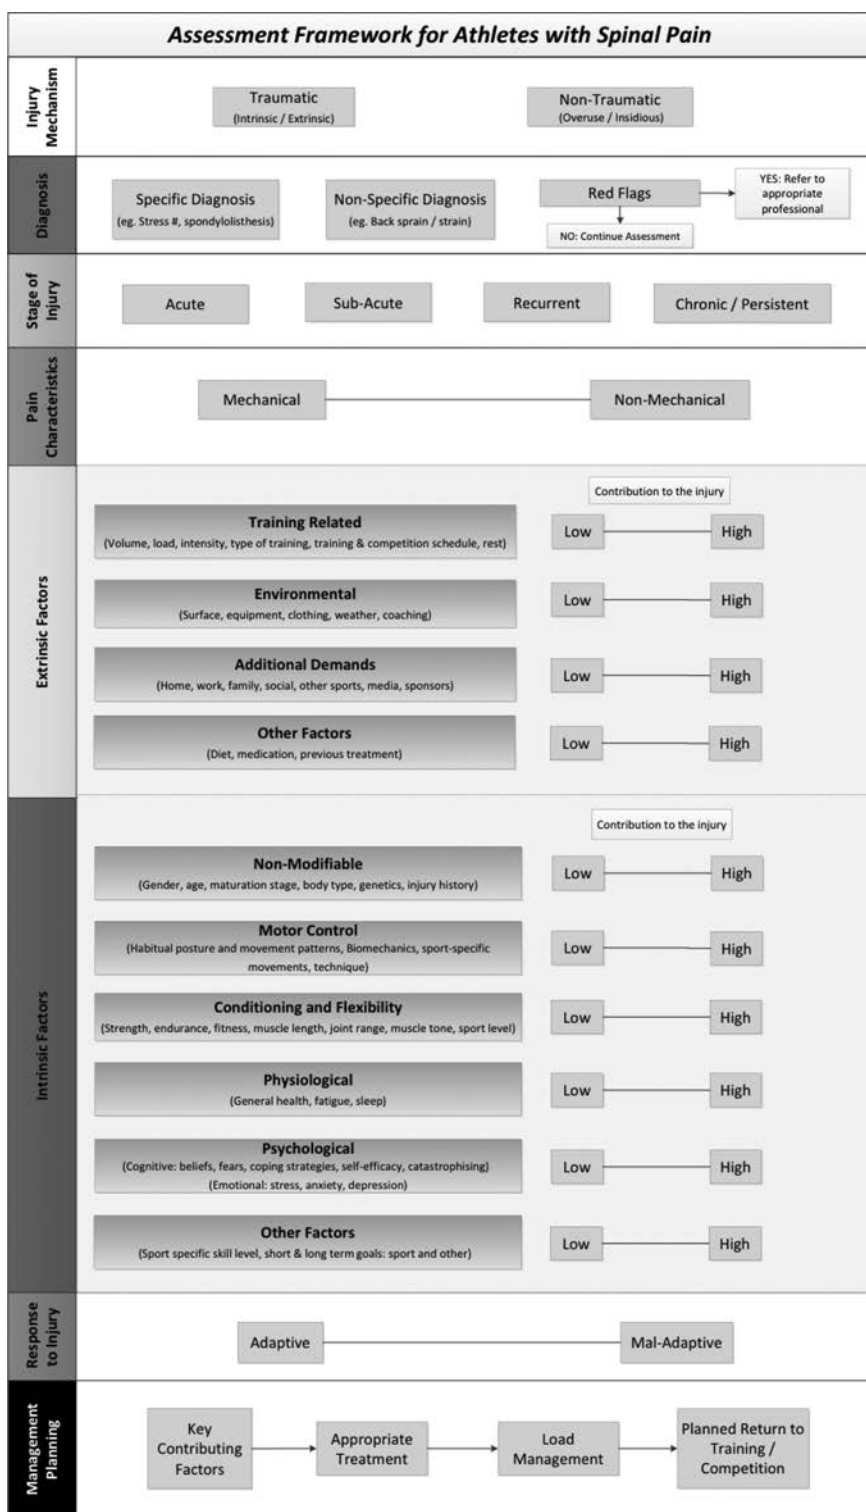 Assessment Framework for Athletes with Spinal Pain
Injury
Mechanism
Traumatic
(Intrinsic / Extrinsic)
Non-Traumatic
(Overuse / Insidious)
Diagnosis
Specific Diagnosis
(eg. Stress #, spondylolisthesis)
Non-Specific Diagnosis
(eg. Back sprain / strain)
Red Flags
YES: Refer to
appropriate
professional
NO: Continue Assessment
Stage of
Injury
Acute
Sub-Acute
Recurrent
Chronic / Persistent
Pain
Characteristics
Mechanical
Non-Mechanical
Extrinsic Factors
Contribution to the injury
Training Related
(Volume, load, intensity, type of training, training & competition schedule, rest)
Low
High
Environmental
(Surface, equipment, clothing, weather, coaching)
Low
High
Additional Demands
(Home, work, family, social, other sports, media, sponsors)
Low
High
Other Factors
(Diet, medication, previous treatment)
Low
High
Intrinsic Factors
Contribution to the injury
Non-Modifiable
(Gender, age, maturation stage, body type, genetics, injury history)
Low
High
Motor Control
(Habitual posture and movement patterns, Biomechanics, sport-specific
movements, technique)
Low
High
Conditioning and Flexibility
(Strength, endurance, fitness, muscle length, joint range, muscle tone, sport level)
Low
High
Physiological
(General health, fatigue, sleep)
Low
High
Psychological
(Cognitive: beliefs, fears, coping strategies, self-efficacy, catastrophising)
(Emotional: stress, anxiety, depression)
Low
High
Other Factors
(Sport specific skill level, short & long term goals: sport and other)
Low
High
Response
to Injury
Adaptive
Mal-Adaptive
Management
Planning
Key
Contributing
Factors
Appropriate
Treatment
Load
Management
Planned Return to
Training /
Competition